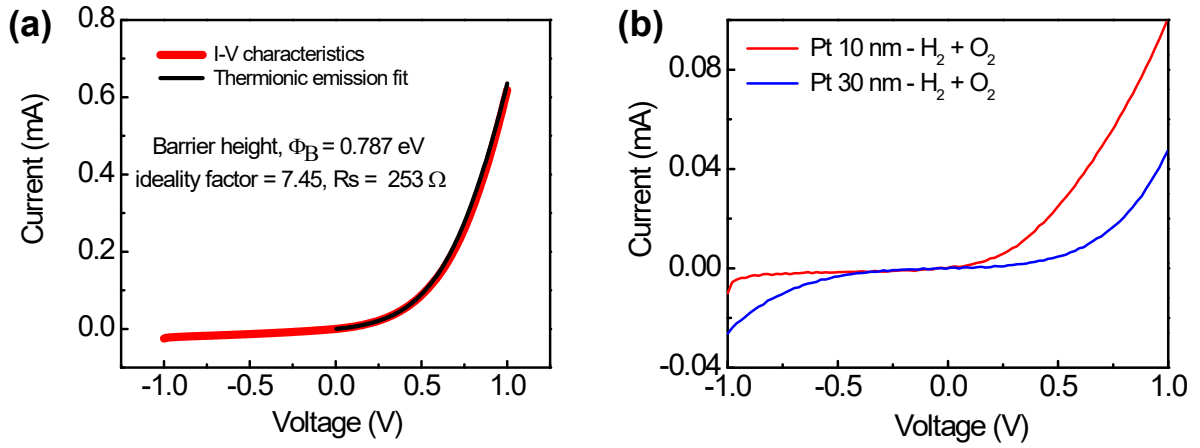 (a)
I-V characteristics
Thermionic emission fit
Barrier height, Φ_B = 0.787 eV
ideality factor = 7.45, Rs = 253 Ω
Current (mA)
0.8
0.6
0.4
0.2
0.0
-1.0 -0.5 0.0 0.5 1.0
Voltage (V)
(b)
Pt 10 nm - H₂ + O₂
Pt 30 nm - H₂ + O₂
Current (mA)
0.08
0.04
0.00
-0.04
-1.0 -0.5 0.0 0.5 1.0
Voltage (V)